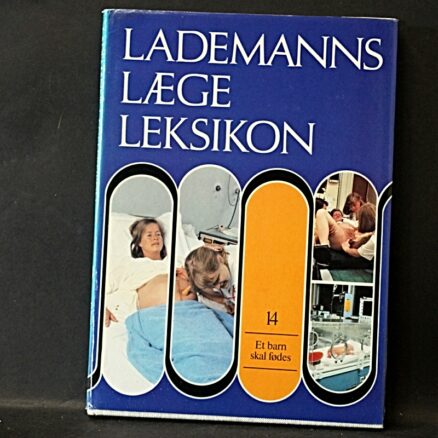 LADEMANNS
LÆGE
LEKSIKON
14
Et barn
skal fødes